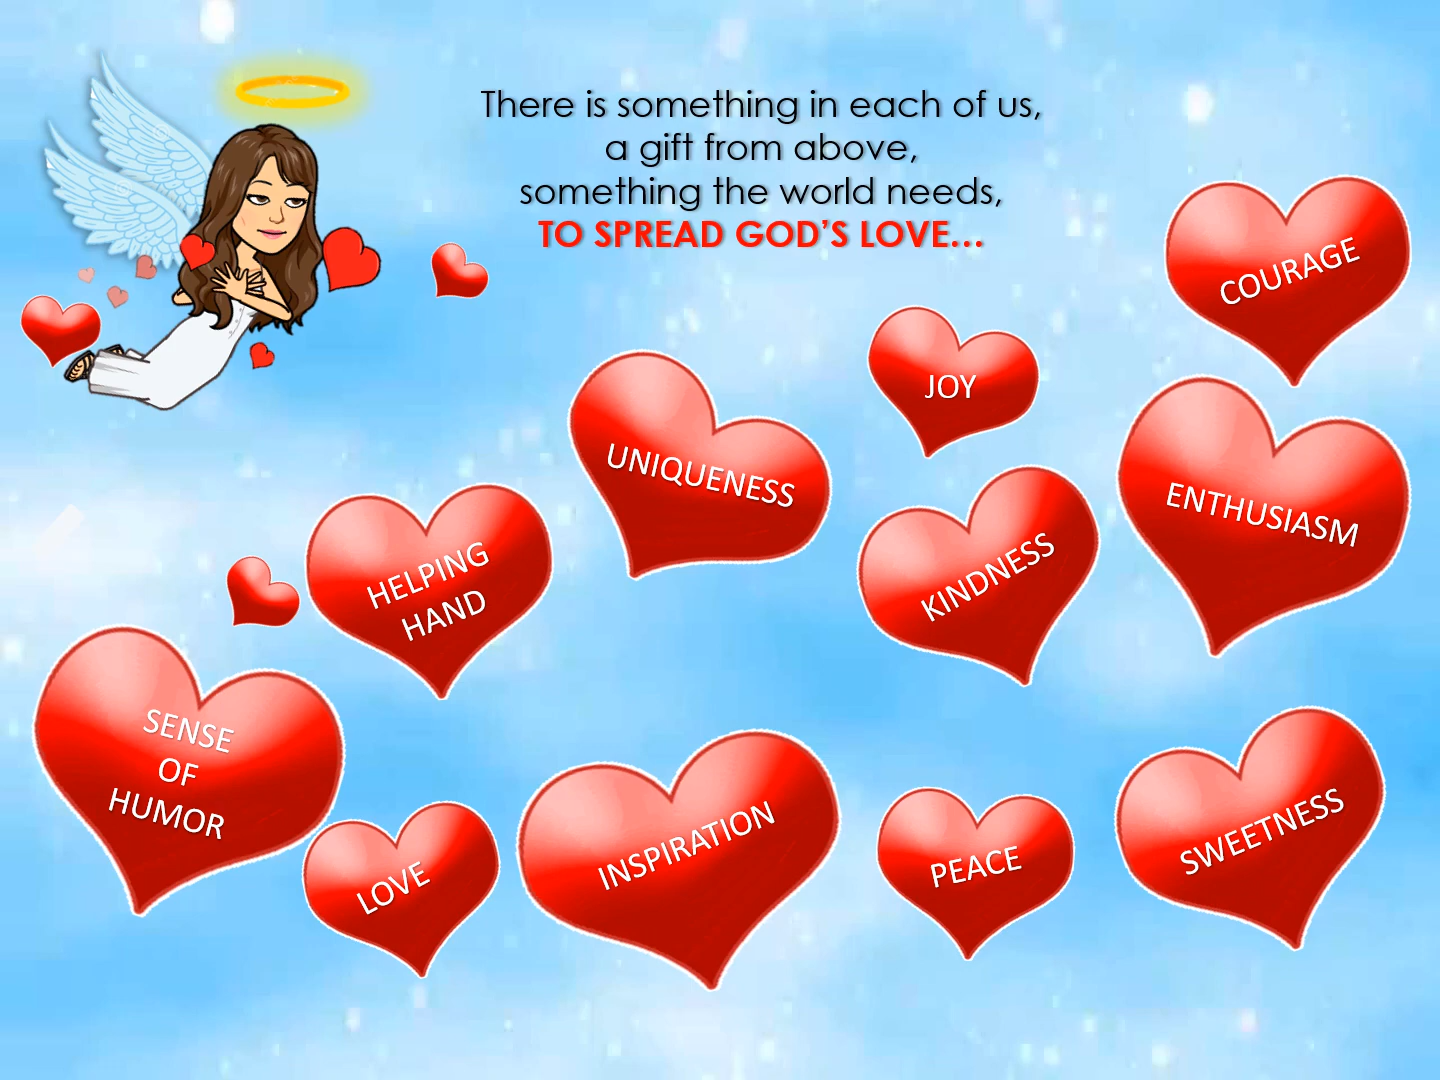 There is something in each of us,
a gift from above,
something the world needs,
TO SPREAD GOD’S LOVE…
COURAGE
JOY
UNIQUENESS
ENTHUSIASM
KINDNESS
HELPING
HAND
SENSE
OF
HUMOR
LOVE
INSPIRATION
PEACE
SWEETNESS